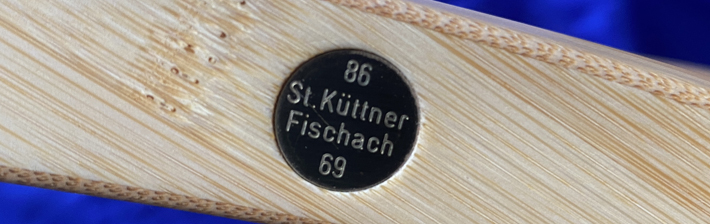 86
St. Küttner
Fischach
69